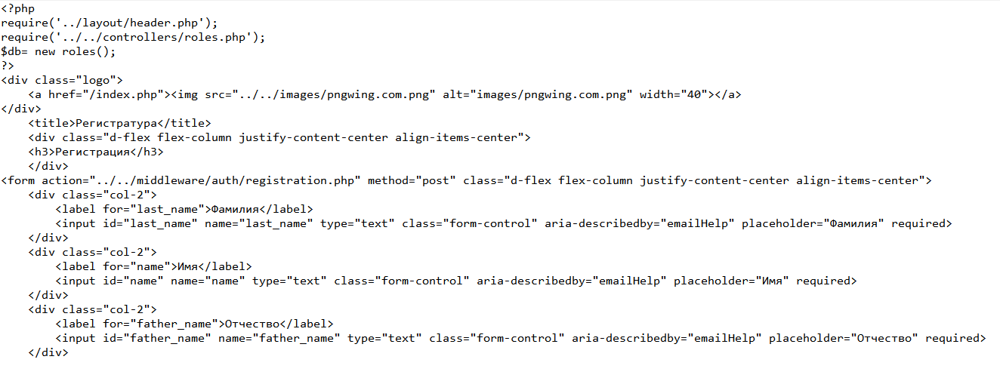 <?php
require('../layout/header.php');
require('../../controllers/roles.php');
$db= new roles();
?>
<div class="logo">
    <a href="/index.php"><img src="../../images/pngwing.com.png" alt="images/pngwing.com.png" width="40"></a>
</div>
    <title>Регистратура</title>
    <div class="d-flex flex-column justify-content-center align-items-center">
    <h3>Регистрация</h3>
    </div>
<form action="../../middleware/auth/registration.php" method="post" class="d-flex flex-column justify-content-center align-items-center">
    <div class="col-2">
        <label for="last_name">Фамилия</label>
        <input id="last_name" name="last_name" type="text" class="form-control" aria-describedby="emailHelp" placeholder="Фамилия" required>
    </div>
    <div class="col-2">
        <label for="name">Имя</label>
        <input id="name" name="name" type="text" class="form-control" aria-describedby="emailHelp" placeholder="Имя" required>
    </div>
    <div class="col-2">
        <label for="father_name">Отчество</label>
        <input id="father_name" name="father_name" type="text" class="form-control" aria-describedby="emailHelp" placeholder="Отчество" required>
    </div>